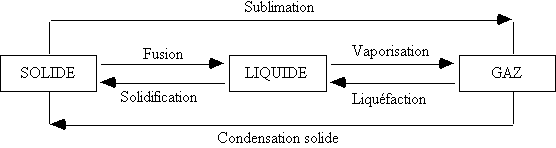 Sublimation
Fusion
Vaporisation
SOLIDE
LIQUIDE
GAZ
Solidification
Liquéfaction
Condensation solide